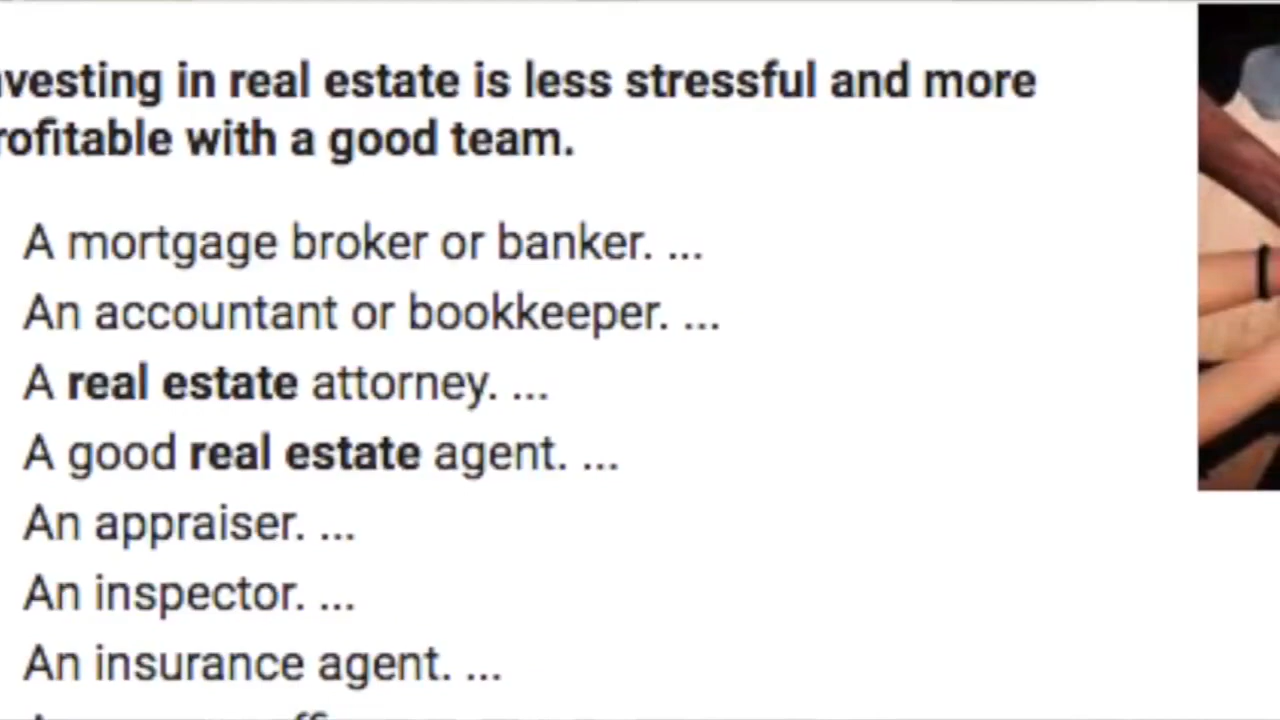 nvesting in real estate is less stressful and more
rofitable with a good team.
A mortgage broker or banker. ...
An accountant or bookkeeper. ...
A real estate attorney. ...
A good real estate agent. ...
An appraiser. ...
An inspector. ...
An insurance agent. ...